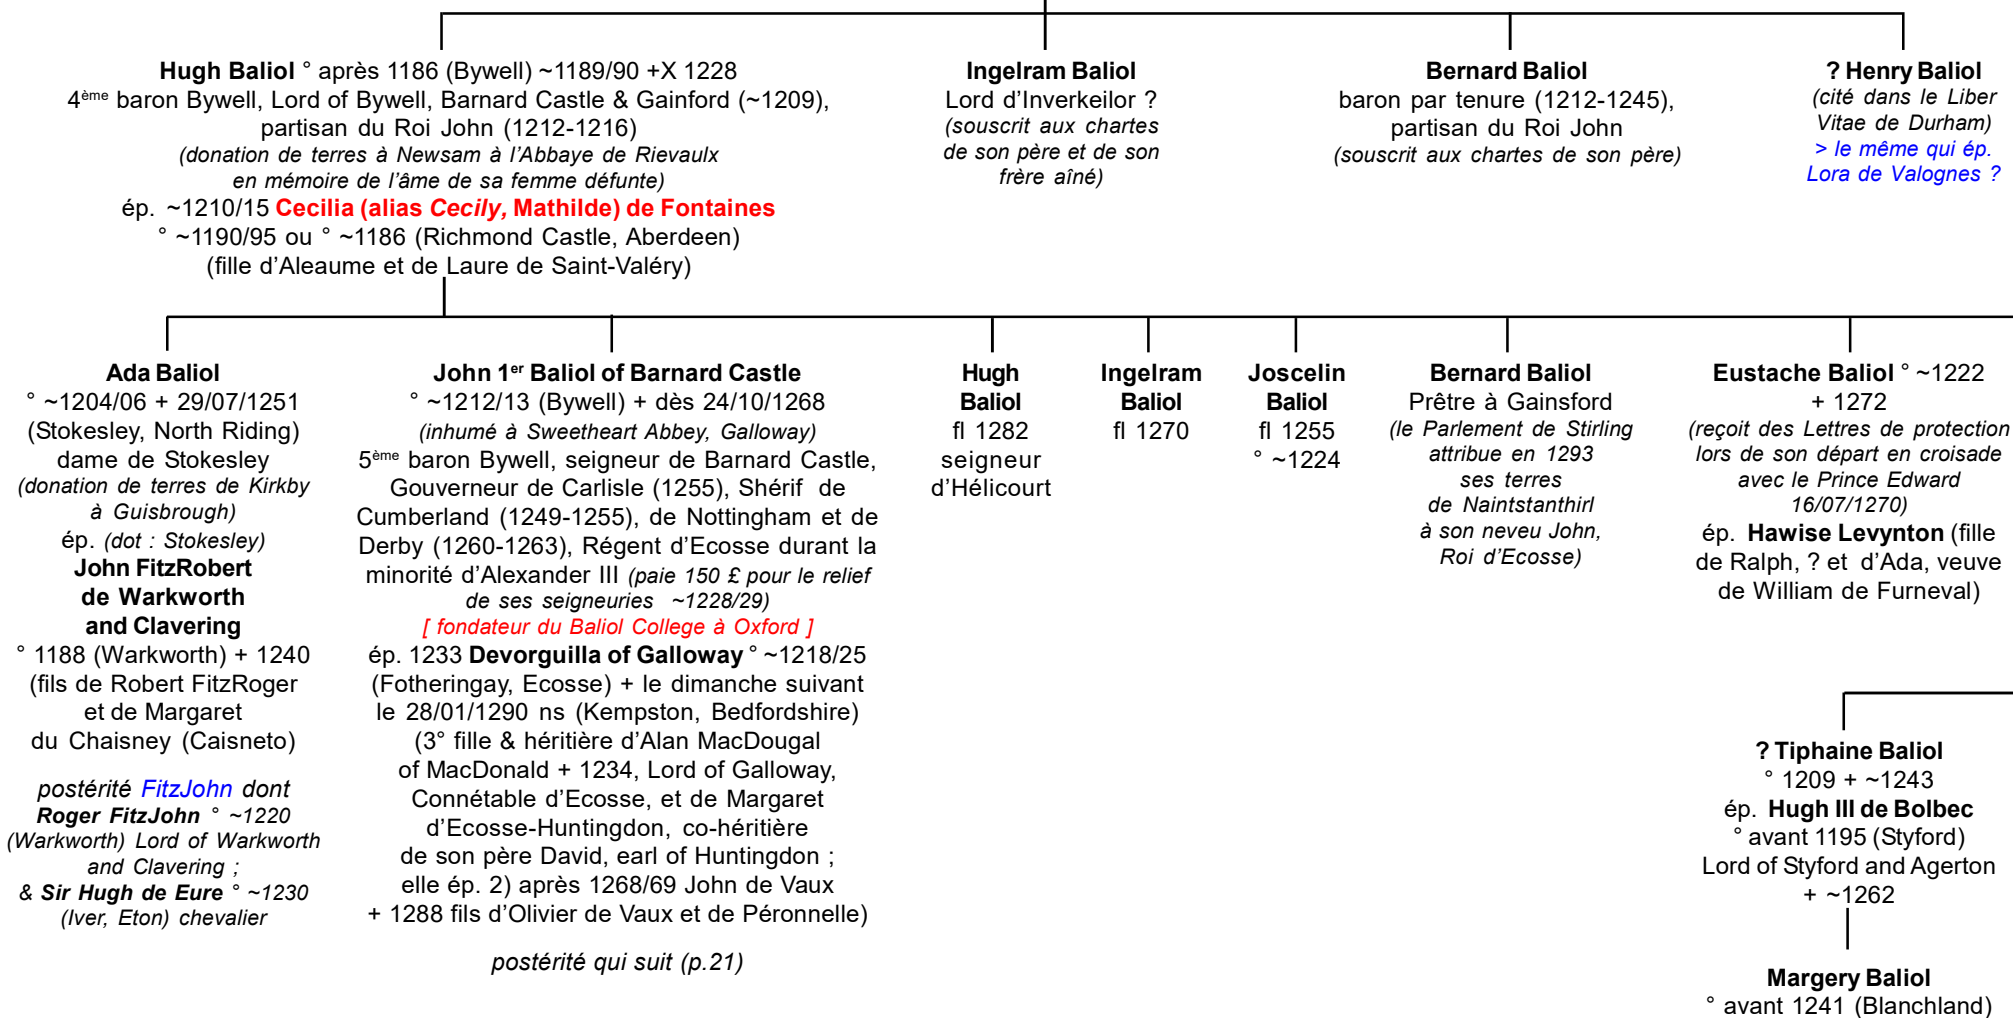 Hugh Baliol ° après 1186 (Bywell) ~1189/90 +X 1228
4ème baron Bywell, Lord of Bywell, Barnard Castle & Gainford (~1209),
partisan du Roi John (1212-1216)
(donation de terres à Newsam à l'Abbaye de Rievaulx
en mémoire de l'âme de sa femme défunte)
ép. ~1210/15 Cecilia (alias Cecily, Mathilde) de Fontaines
° ~1190/95 ou ° ~1186 (Richmond Castle, Aberdeen)
(fille d'Aleaume et de Laure de Saint-Valéry)
Ingelram Baliol
Lord d'Inverkeilor ?
(souscrit aux chartes
de son père et de son
frère aîné)
Bernard Baliol
baron par tenure (1212-1245),
partisan du Roi John
(souscrit aux chartes de son père)
? Henry Baliol
(cité dans le Liber
Vitae de Durham)
> le même qui ép.
Lora de Valognes ?
Ada Baliol
° ~1204/06 + 29/07/1251
(Stokesley, North Riding)
dame de Stokesley
(donation de terres de Kirkby
à Guisbrough)
ép. (dot : Stokesley)
John FitzRobert
de Warkworth
and Clavering
° 1188 (Warkworth) + 1240
(fils de Robert FitzRoger
et de Margaret
du Chaisney (Caisneto)
postérité FitzJohn dont
Roger FitzJohn ° ~1220
(Warkworth) Lord of Warkworth
and Clavering ;
& Sir Hugh de Eure ° ~1230
(Iver, Eton) chevalier
John 1er Baliol of Barnard Castle
° ~1212/13 (Bywell) + dès 24/10/1268
(inhumé à Sweetheart Abbey, Galloway)
5ème baron Bywell, seigneur de Barnard Castle,
Gouverneur de Carlisle (1255), Shérif de
Cumberland (1249-1255), de Nottingham et de
Derby (1260-1263), Régent d'Ecosse durant la
minorité d'Alexander III (paie 150 £ pour le relief
de ses seigneuries ~1228/29)
[ fondateur du Baliol College à Oxford ]
ép. 1233 Devorguilla of Galloway ° ~1218/25
(Fotheringay, Ecosse) + le dimanche suivant
le 28/01/1290 ns (Kempston, Bedfordshire)
(3° fille & héritière d'Alan MacDougal
of MacDonald + 1234, Lord of Galloway,
Connétable d'Ecosse, et de Margaret
d'Ecosse-Huntingdon, co-héritière
de son père David, earl of Huntingdon ;
elle ép. 2) après 1268/69 John de Vaux
+ 1288 fils d'Olivier de Vaux et de Péronnelle)
postérité qui suit (p.21)
Hugh
Baliol
fl 1282
seigneur
d'Hélicourt
Ingelram
Baliol
fl 1270
Joscelin
Baliol
fl 1255
° ~1224
Bernard Baliol
Prêtre à Gainsford
(le Parlement de Stirling
attribue en 1293
ses terres
de Naintstanthirl
à son neveu John,
Roi d'Ecosse)
Eustache Baliol ° ~1222
+ 1272
(reçoit des Lettres de protection
lors de son départ en croisade
avec le Prince Edward
16/07/1270)
ép. Hawise Levynton (fille
de Ralph, ? et d'Ada, veuve
de William de Furneval)
? Tiphaine Baliol
° 1209 + ~1243
ép. Hugh III de Bolbec
° avant 1195 (Styford)
Lord of Styford and Agerton
+ ~1262
Margery Baliol
° avant 1241 (Blanchland)